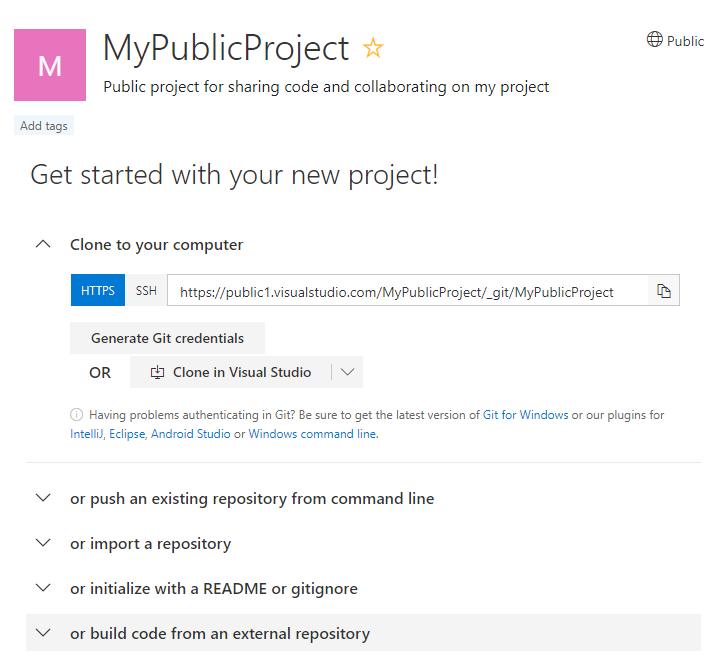 M
MyPublicProject
Public
Public project for sharing code and collaborating on my project
Add tags
Get started with your new project!
Clone to your computer
HTTPS SSH https://public1.visualstudio.com/MyPublicProject/_git/MyPublicProject
Generate Git credentials
OR Clone in Visual Studio
Having problems authenticating in Git? Be sure to get the latest version of Git for Windows or our plugins for
IntelliJ, Eclipse, Android Studio or Windows command line.
or push an existing repository from command line
or import a repository
or initialize with a README or gitignore
or build code from an external repository